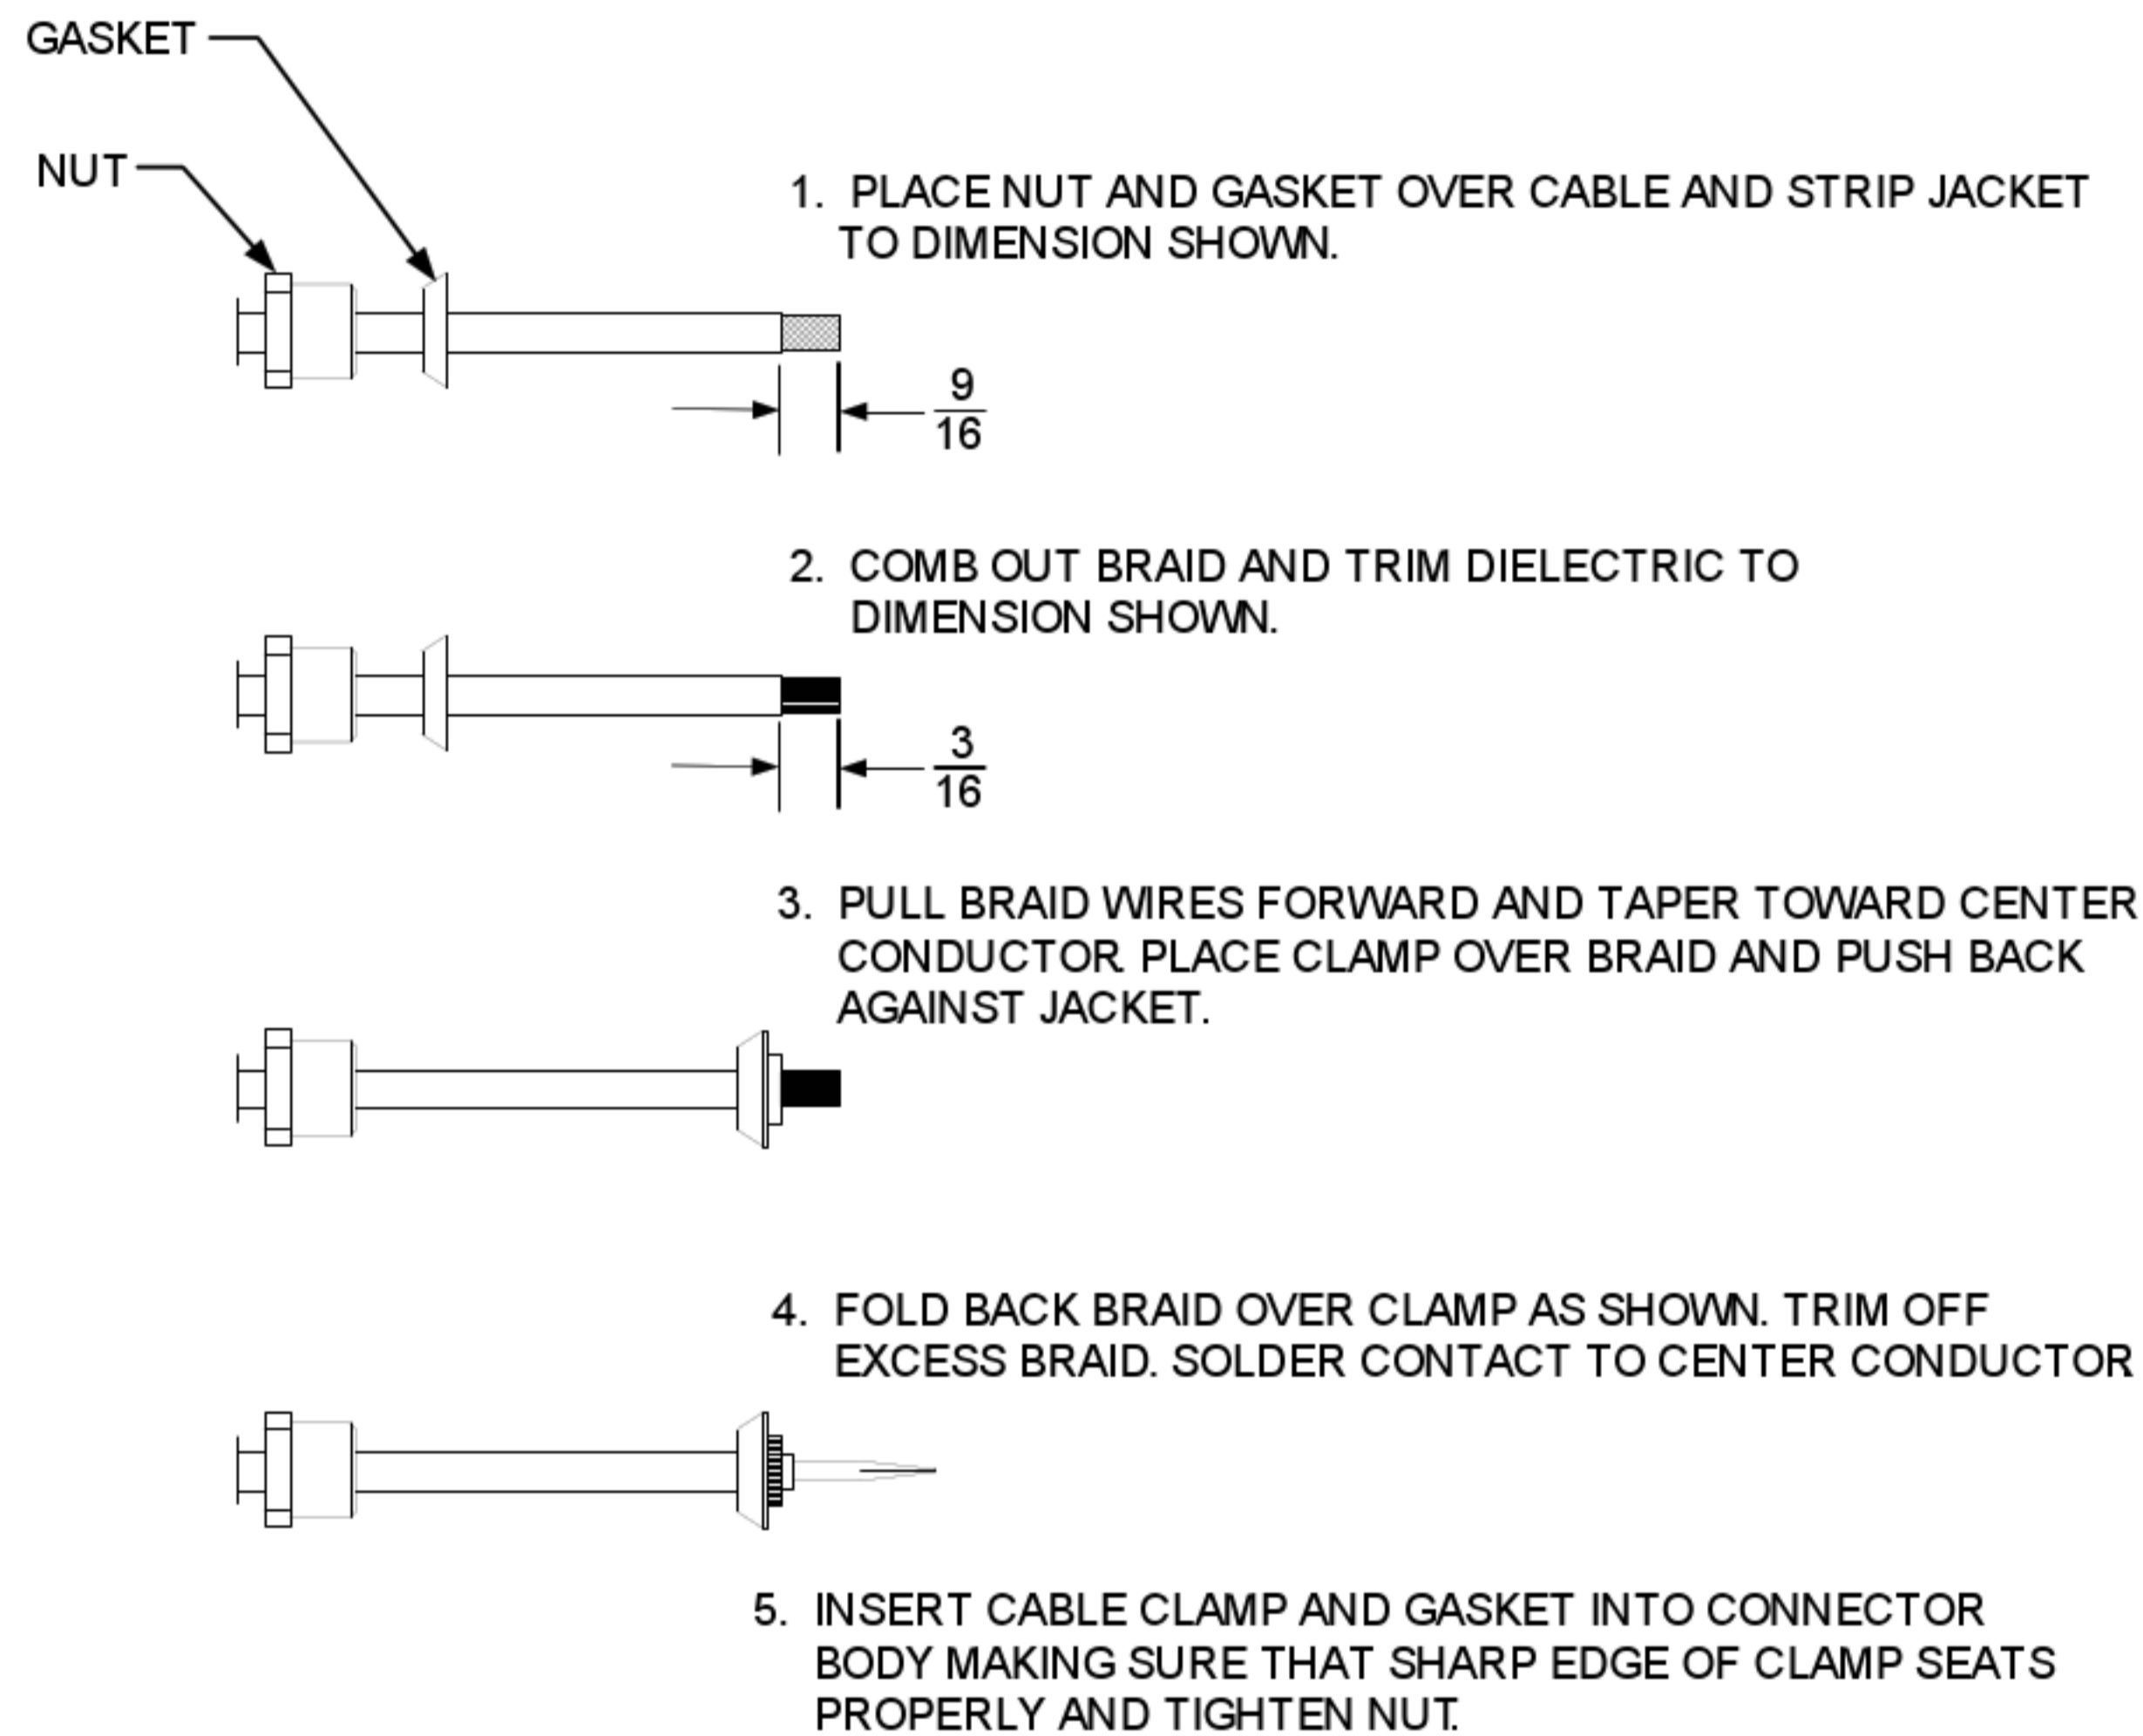 GASKET
NUT
1. PLACE NUT AND GASKET OVER CABLE AND STRIP JACKET
TO DIMENSION SHOWN.
9
16
2. COMB OUT BRAID AND TRIM DIELECTRIC TO
DIMENSION SHOWN.
3
16
3. PULL BRAID WIRES FORWARD AND TAPER TOWARD CENTER
CONDUCTOR. PLACE CLAMP OVER BRAID AND PUSH BACK
AGAINST JACKET.
4. FOLD BACK BRAID OVER CLAMP AS SHOWN. TRIM OFF
EXCESS BRAID. SOLDER CONTACT TO CENTER CONDUCTOR
5. INSERT CABLE CLAMP AND GASKET INTO CONNECTOR
BODY MAKING SURE THAT SHARP EDGE OF CLAMP SEATS
PROPERLY AND TIGHTEN NUT.